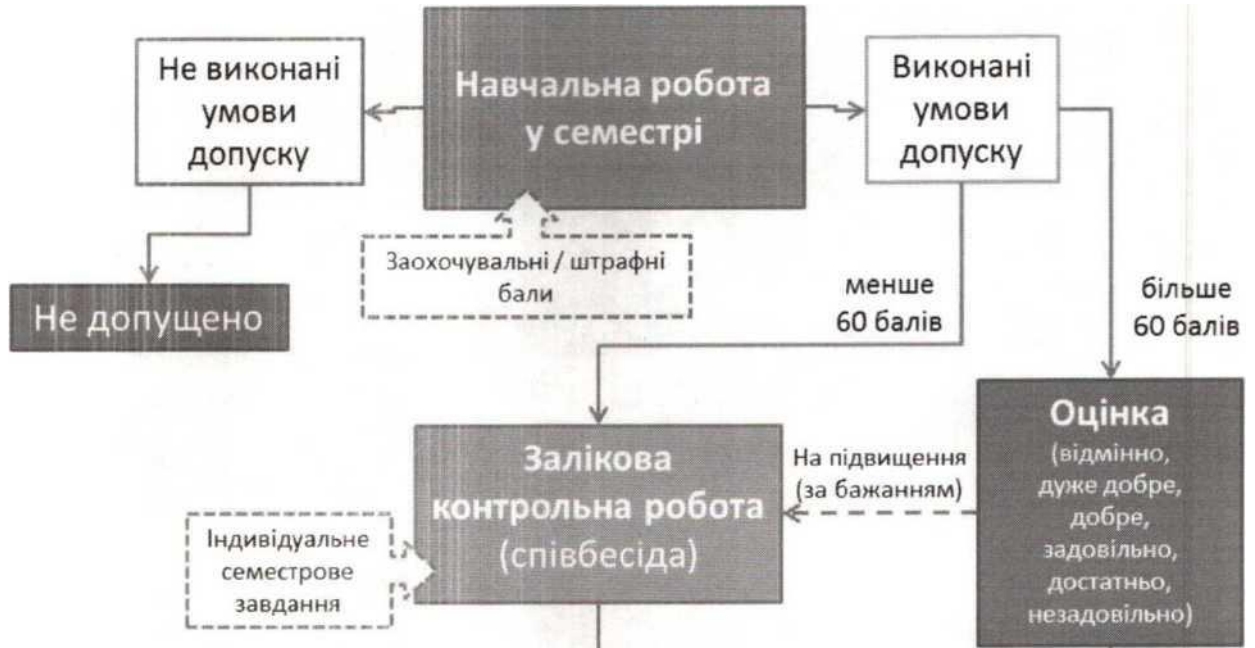 Не виконані
умови
допуску
Навчальна робота
у семестрі
Виконані
умови
допуску
Заохочувальні / штрафні
бали
Не допущено
менше
60 балів
більше
60 балів
Залікова
контрольна робота
(співбесіда)
На підвищення
(за бажанням)
Оцінка
(відмінно,
дуже добре,
добре,
задовільно,
достатньо,
незадовільно)
Індивідуальне
семестрове
завдання